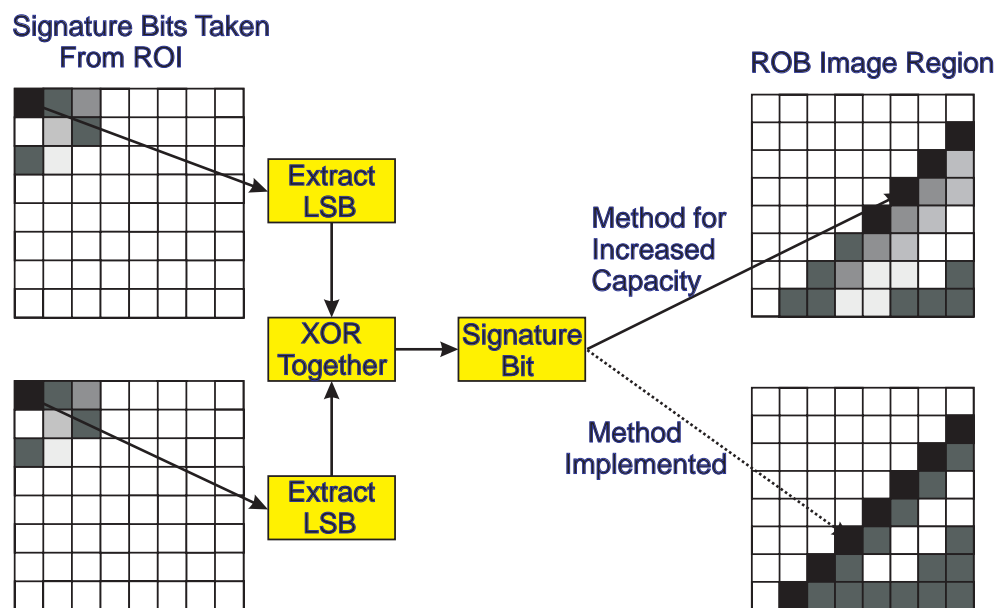 Signature Bits Taken
From ROI
ROB Image Region
Extract
LSB
Method for
Increased
Capacity
XOR
Together
Signature
Bit
Method
Implemented
Extract
LSB